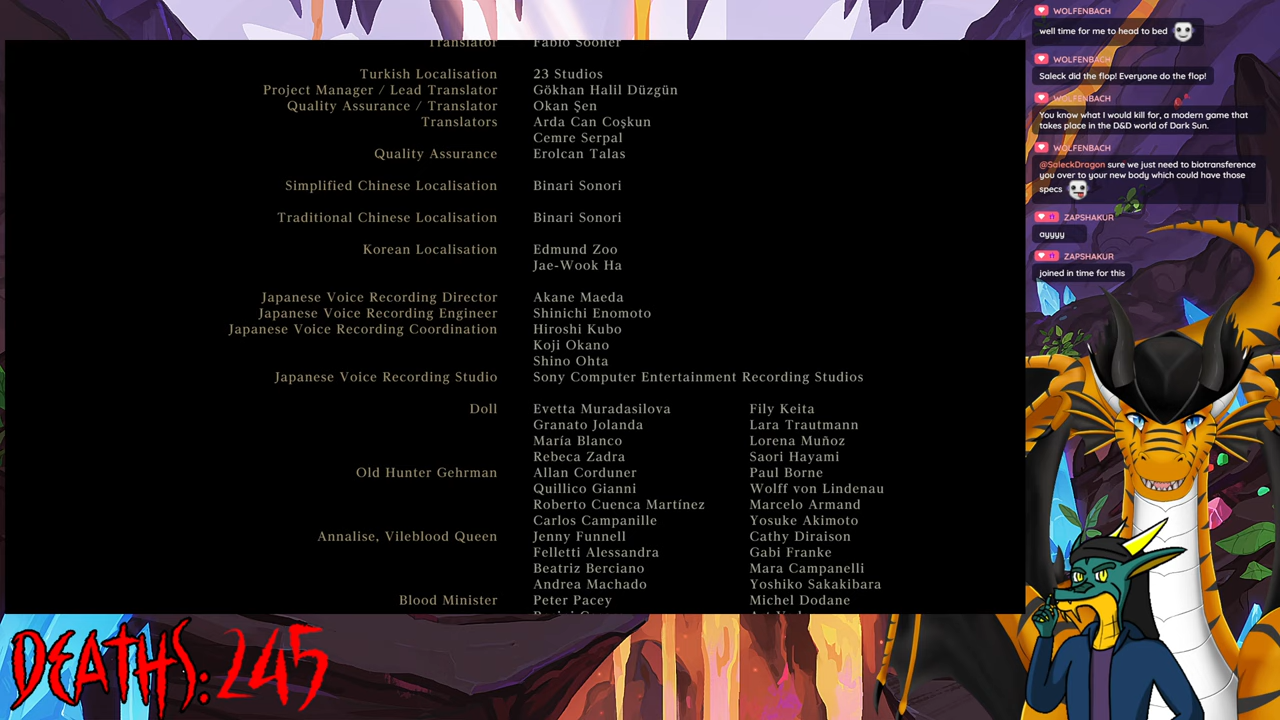 Translator Fabio Sooner
Turkish Localisation 23 Studios
Project Manager / Lead Translator Gökhan Halil Düzgün
Quality Assurance / Translator Okan Şen
Translators Arda Can Coşkun
Cemre Serpal
Quality Assurance Erolcan Talas
Simplified Chinese Localisation Binari Sonori
Traditional Chinese Localisation Binari Sonori
Korean Localisation Edmund Zoo
Jae-Wook Ha
Japanese Voice Recording Director Akane Maeda
Japanese Voice Recording Engineer Shinichi Enomoto
Japanese Voice Recording Coordination Hiroshi Kubo
Koji Okano
Shino Ohta
Japanese Voice Recording Studio Sony Computer Entertainment Recording Studios
Doll Evetta Muradasilova Fily Keita
Granato Jolanda Lara Trautmann
María Blanco Lorena Muñoz
Rebeca Zadra Saori Hayami
Old Hunter Gehrman Allan Corduner Paul Borne
Quillico Gianni Wolff von Lindenau
Roberto Cuenca Martínez Marcelo Armand
Carlos Campanille Yosuke Akimoto
Annalise, Vileblood Queen Jenny Funnell Cathy Diraison
Felletti Alessandra Gabi Franke
Beatriz Berciano Mara Campanelli
Andrea Machado Yoshiko Sakakibara
Blood Minister Peter Pacey Michel Dodane
WOLFENBACH
well time for me to head to bed
WOLFENBACH
Saleck did the flop! Everyone do the flop!
WOLFENBACH
You know what I would kill for, a modern game that
takes place in the D&D world of Dark Sun.
WOLFENBACH
@SaleckDragon sure we just need to biotransference
you over to your new body which could have those
specs
ZAPSHAKUR
ayyyy
ZAPSHAKUR
joined in time for this
DEATHS: 245